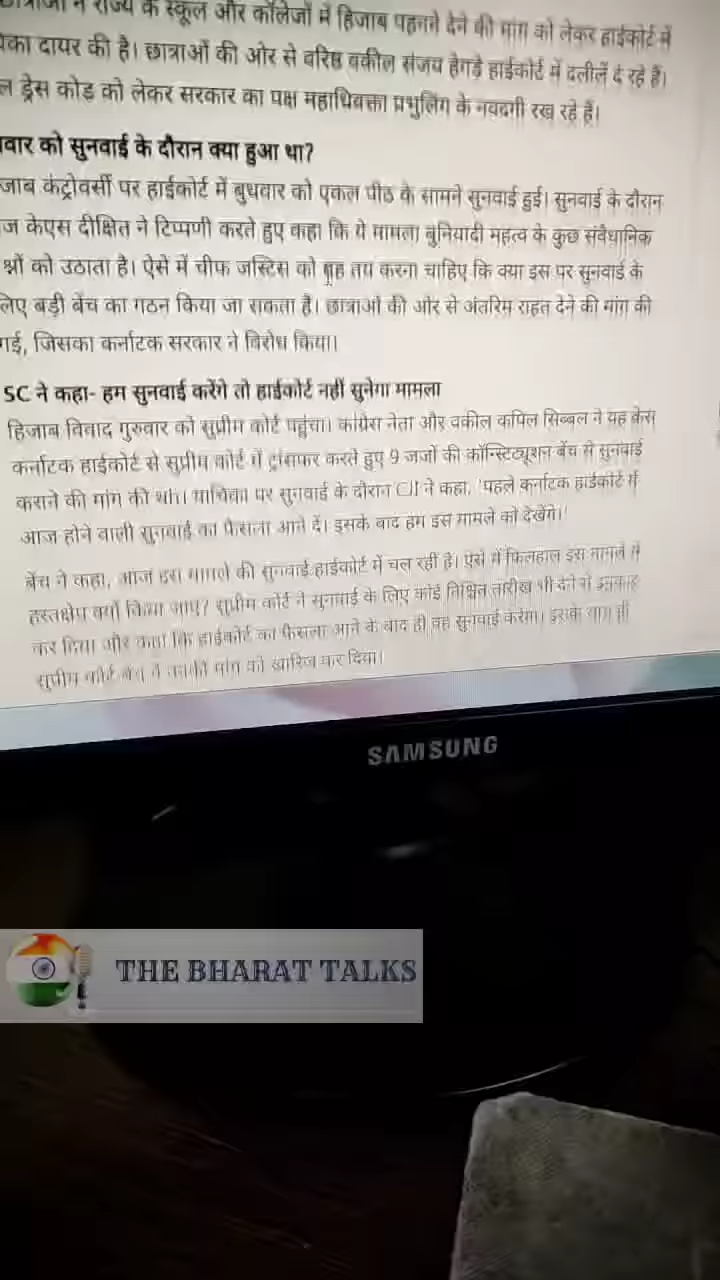 ने राज्य के स्कूल और कॉलेजों में हिजाब पहनने देने की मांग को लेकर हाईकोर्ट में
दायर की है। छात्राओं की ओर से वरिष्ठ वकील संजय हेगड़े हाईकोर्ट में दलीलें दे रहे हैं।
ड्रेस कोड को लेकर सरकार का पक्ष महाधिवक्ता प्रभुलिंग के नवदगी रख रहे हैं।
वार को सुनवाई के दौरान क्या हुआ था?
जाब कंट्रोवर्सी पर हाईकोर्ट में बुधवार को एकल पीठ के सामने सुनवाई हुई। सुनवाई के दौरान
ज केएस दीक्षित ने टिप्पणी करते हुए कहा कि ये मामला बुनियादी महत्व के कुछ संवैधानिक
श्नों को उठाता है। ऐसे में चीफ जस्टिस को यह तय करना चाहिए कि क्या इस पर सुनवाई के
लिए बड़ी बेंच का गठन किया जा सकता है। छात्राओं की ओर से अंतरिम राहत देने की मांग की
गई, जिसका कर्नाटक सरकार ने विरोध किया।
SC ने कहा- हम सुनवाई करेंगे तो हाईकोर्ट नहीं सुनेगा मामला
हिजाब विवाद गुरुवार को सुप्रीम कोर्ट पहुंचा। कांग्रेस नेता और वकील कपिल सिब्बल ने यह केस
कर्नाटक हाईकोर्ट से सुप्रीम कोर्ट में ट्रांसफर करते हुए 9 जजों की कॉन्स्टिट्यूशन बेंच से सुनवाई
कराने की मांग की थी। याचिका पर सुनवाई के दौरान CJI ने कहा, 'पहले कर्नाटक हाईकोर्ट में
आज होने वाली सुनवाई का फैसला आने दें। इसके बाद हम इस मामले को देखेंगे।'
बेंच ने कहा, आज इस मामले की सुनवाई हाईकोर्ट में चल रही है। ऐसे में फिलहाल इस मामले में
हस्तक्षेप क्यों किया जाए? सुप्रीम कोर्ट ने सुनवाई के लिए कोई निश्चित तारीख भी देने से इनकार
कर दिया और कहा कि हाईकोर्ट का फैसला आने के बाद ही वह सुनवाई करेगा। इसके साथ ही
सुप्रीम कोर्ट बेंच ने उनकी मांग को खारिज कर दिया।
SAMSUNG
THE BHARAT TALKS